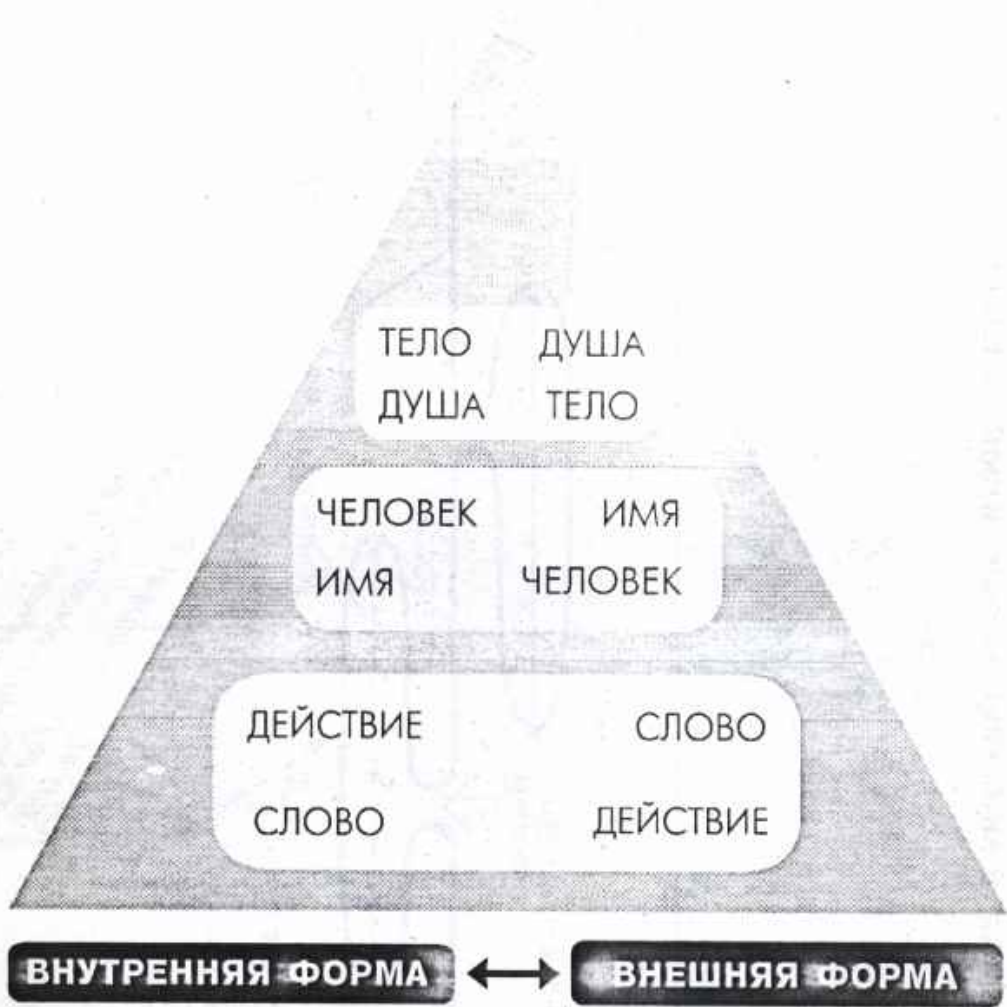 ТЕЛО ДУША
ДУША ТЕЛО
ЧЕЛОВЕК ИМЯ
ИМЯ ЧЕЛОВЕК
ДЕЙСТВИЕ СЛОВО
СЛОВО ДЕЙСТВИЕ
ВНУТРЕННЯЯ ФОРМА ↔ ВНЕШНЯЯ ФОРМА